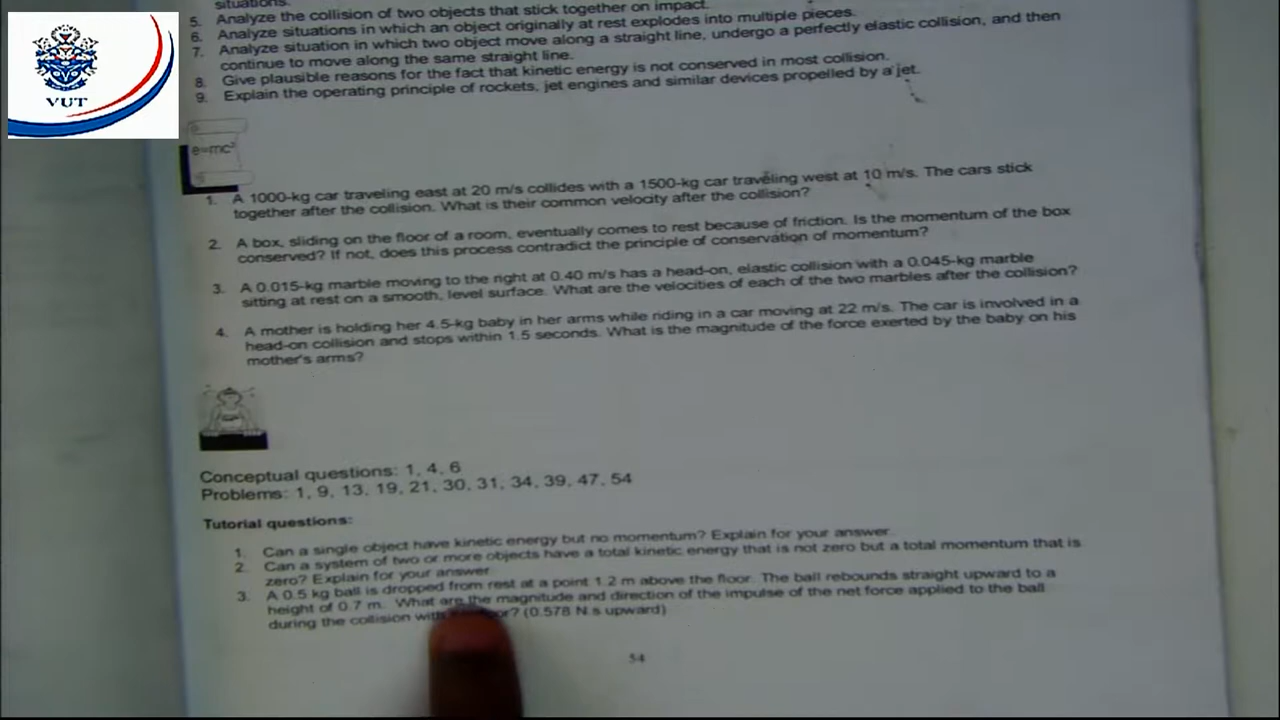 situations.
5. Analyze the collision of two objects that stick together on impact.
6. Analyze situations in which an object originally at rest explodes into multiple pieces.
7. Analyze situation in which two object move along a straight line, undergo a perfectly elastic collision, and then
continue to move along the same straight line.
8. Give plausible reasons for the fact that kinetic energy is not conserved in most collision.
9. Explain the operating principle of rockets, jet engines and similar devices propelled by a jet.
VUT
e=mc²
1. A 1000-kg car traveling east at 20 m/s collides with a 1500-kg car traveling west at 10 m/s. The cars stick
together after the collision. What is their common velocity after the collision?
2. A box, sliding on the floor of a room, eventually comes to rest because of friction. Is the momentum of the box
conserved? If not, does this process contradict the principle of conservation of momentum?
3. A 0.015-kg marble moving to the right at 0.40 m/s has a head-on, elastic collision with a 0.045-kg marble
sitting at rest on a smooth, level surface. What are the velocities of each of the two marbles after the collision?
4. A mother is holding her 4.5-kg baby in her arms while riding in a car moving at 22 m/s. The car is involved in a
head-on collision and stops within 1.5 seconds. What is the magnitude of the force exerted by the baby on his
mother's arms?
Conceptual questions: 1, 4, 6
Problems: 1, 9, 13, 19, 21, 30, 31, 34, 39, 47, 54
Tutorial questions:
1. Can a single object have kinetic energy but no momentum? Explain for your answer.
2. Can a system of two or more objects have a total kinetic energy that is not zero but a total momentum that is
zero? Explain for your answer
3. A 0.5 kg ball is dropped from rest at a point 1.2 m above the floor. The ball rebounds straight upward to a
height of 0.7 m. What are the magnitude and direction of the impulse of the net force applied to the ball
during the collision (0.578 N.s upward)
54